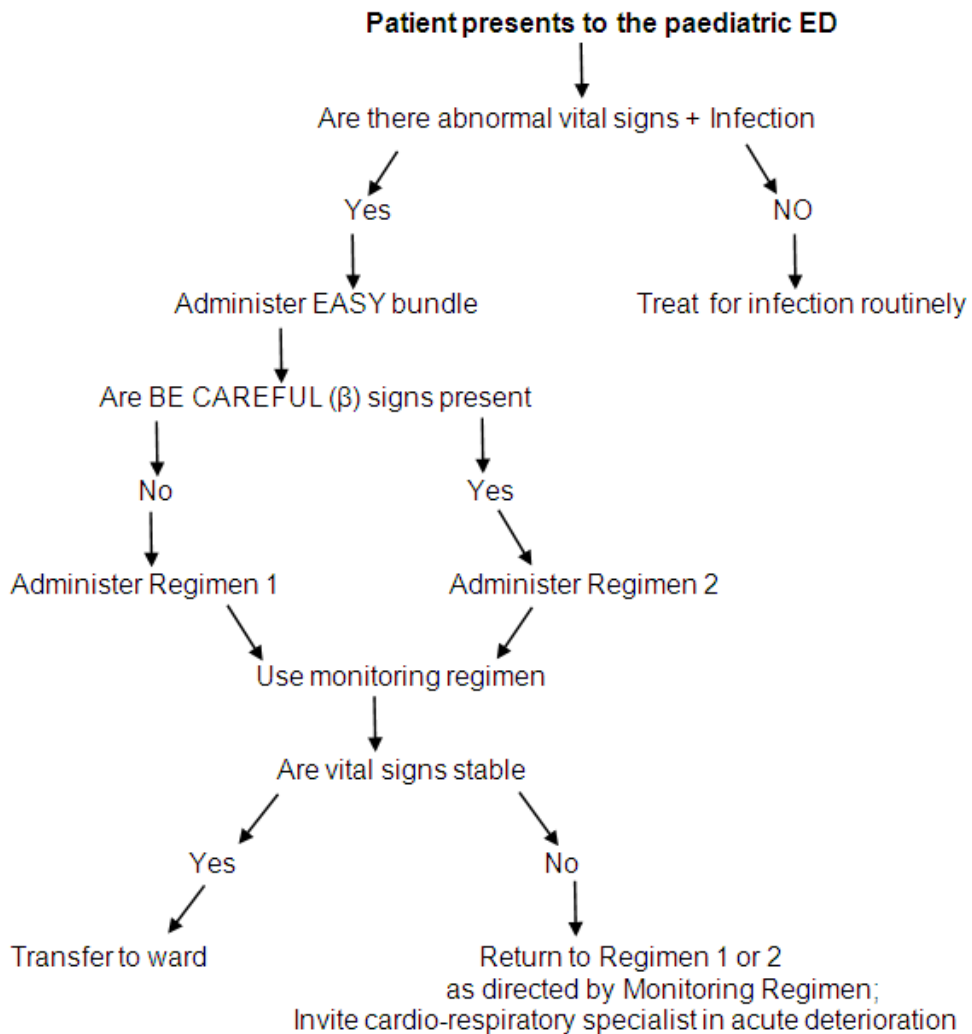 Patient presents to the paediatric ED
Are there abnormal vital signs + Infection
Yes
NO
Administer EASY bundle
Treat for infection routinely
Are BE CAREFUL (β) signs present
No
Yes
Administer Regimen 1
Administer Regimen 2
Use monitoring regimen
Are vital signs stable
Yes
No
Transfer to ward
Return to Regimen 1 or 2
as directed by Monitoring Regimen;
Invite cardio-respiratory specialist in acute deterioration